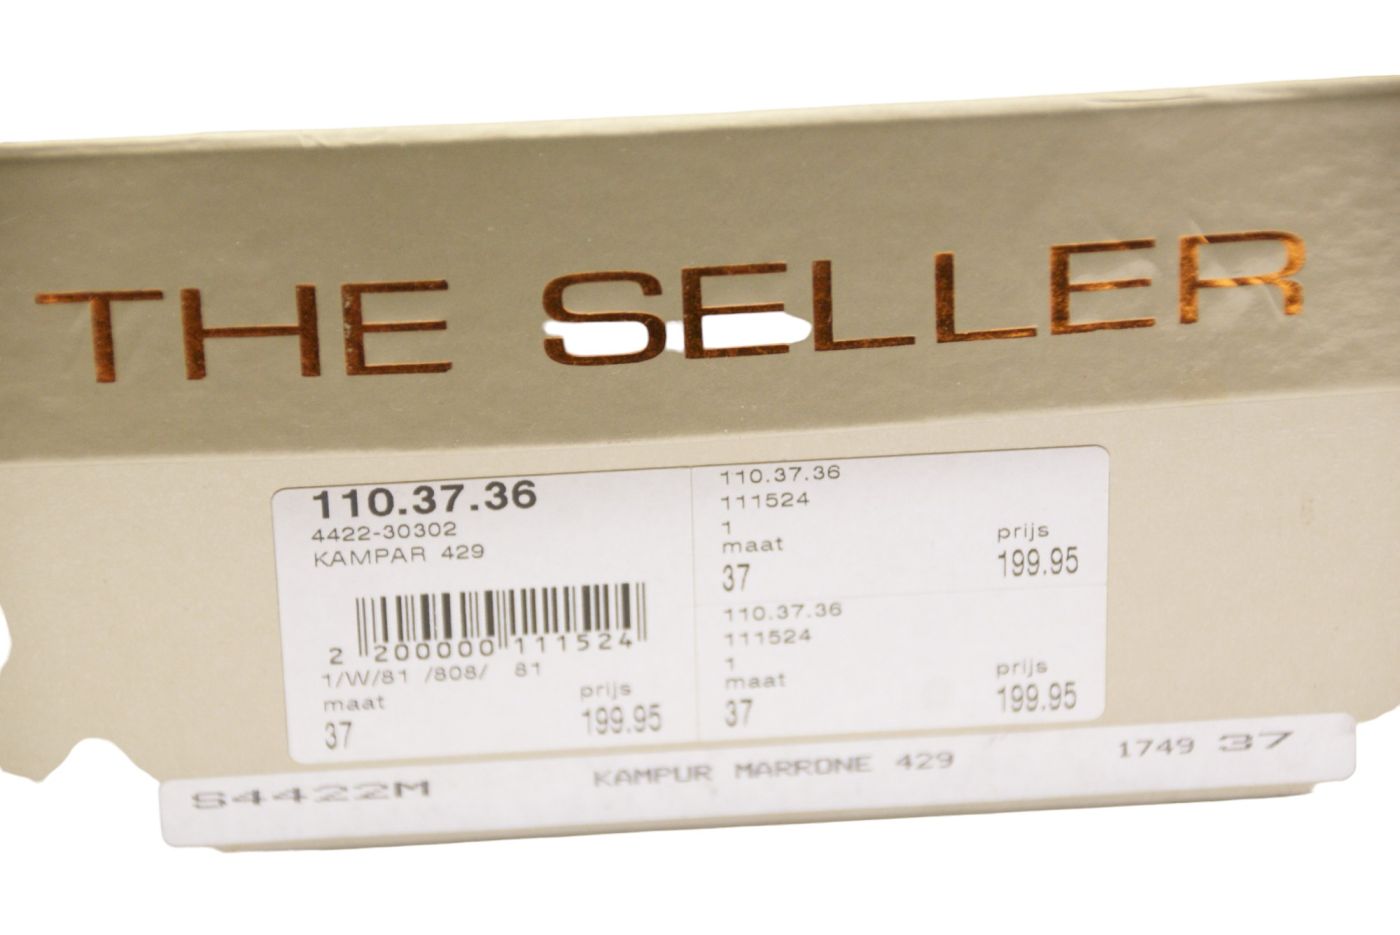 THE SELLER
110.37.36
4422-30302
KAMPAR 429
2 200000 111524
1/W/81 /808/ 81
maat prijs
37 199.95
110.37.36
111524
1
maat prijs
37 199.95
110.37.36
111524
1
maat prijs
37 199.95
S4422M KAMPUR MARRONE 429 1749 37